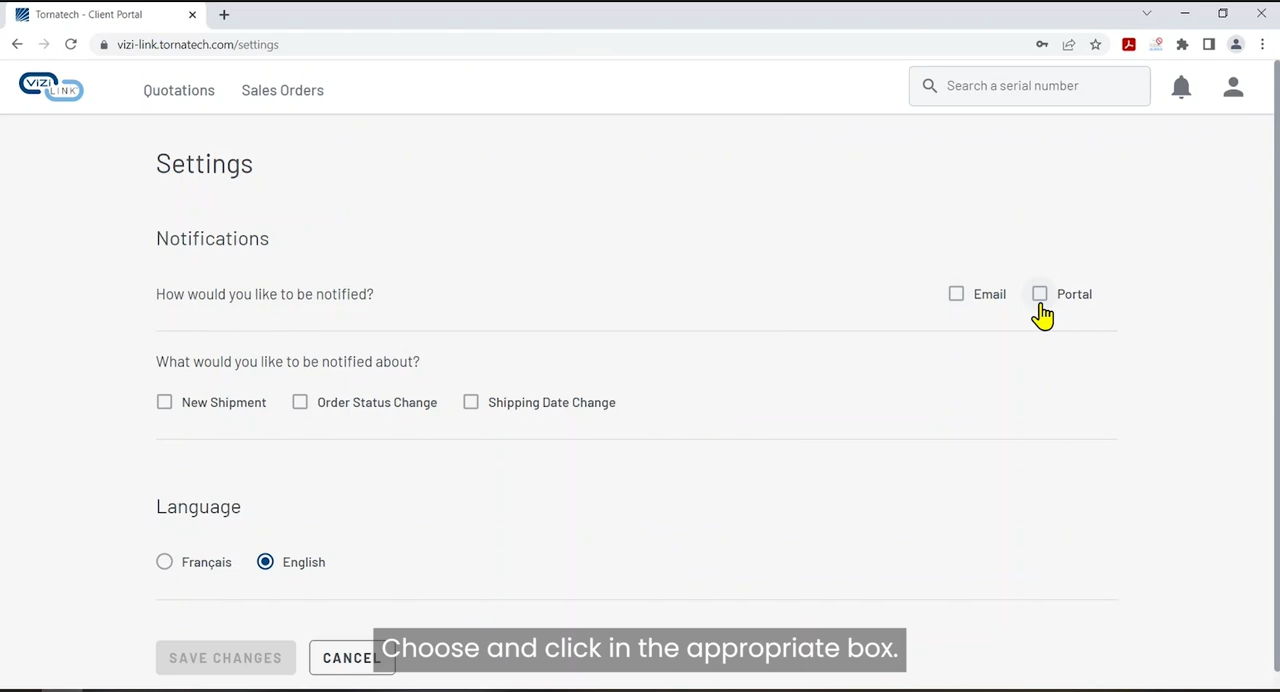 Tornatech - Client Portal
vizi-link.tornatech.com/settings
VIZI LINK
Quotations Sales Orders Search a serial number
Settings
Notifications
How would you like to be notified? Email Portal
What would you like to be notified about?
New Shipment Order Status Change Shipping Date Change
Language
Français English
SAVE CHANGES CANCEL
Choose and click in the appropriate box.